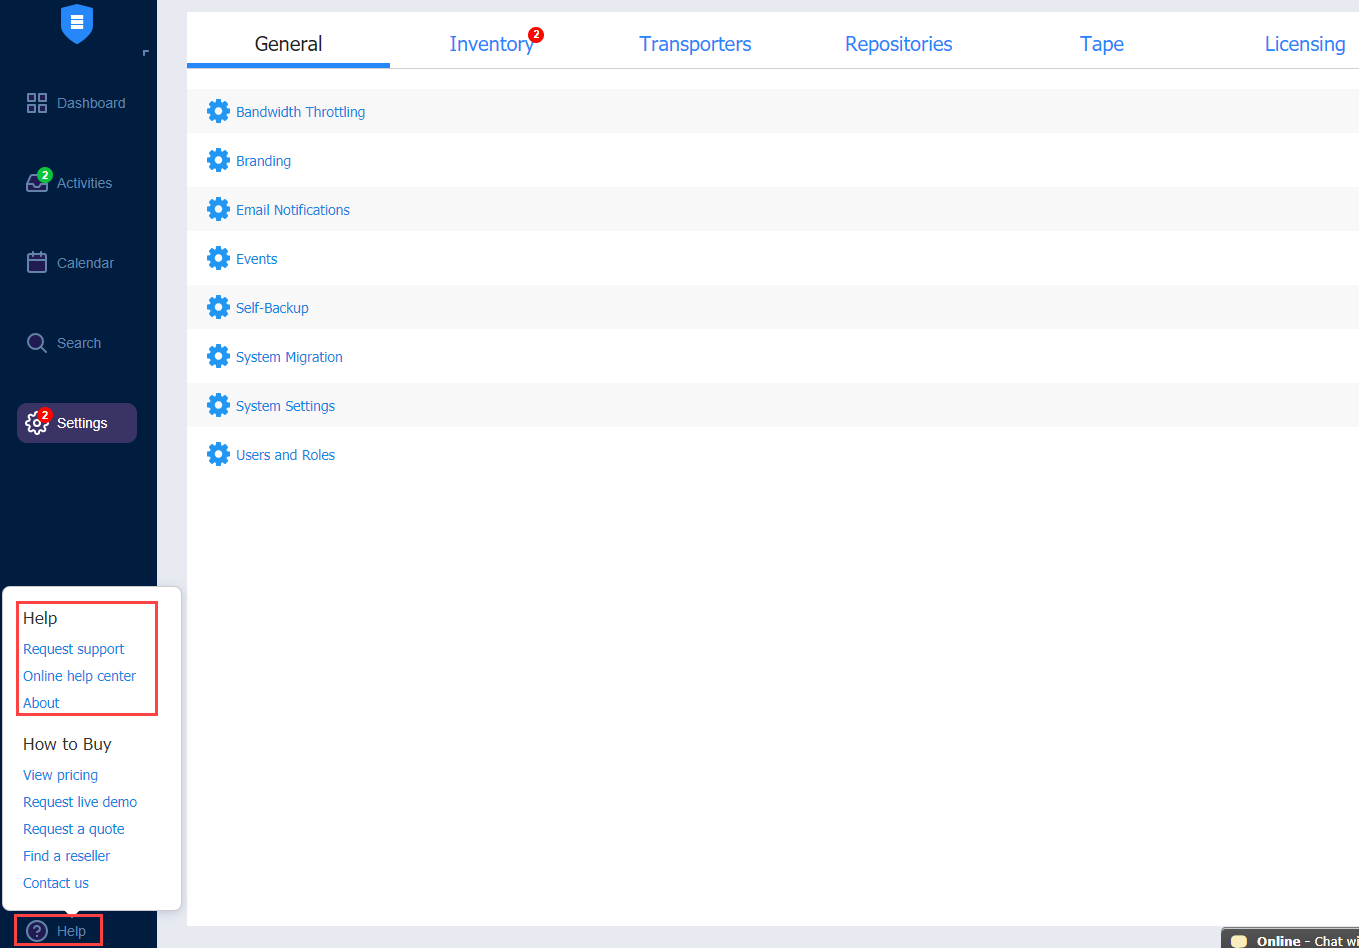 General
Inventory
2
Transporters
Repositories
Tape
Licensing
Dashboard
2
Activities
Calendar
Search
2
Settings
Bandwidth Throttling
Branding
Email Notifications
Events
Self-Backup
System Migration
System Settings
Users and Roles
Help
Request support
Online help center
About
How to Buy
View pricing
Request live demo
Request a quote
Find a reseller
Contact us
? Help
Online - Chat wi